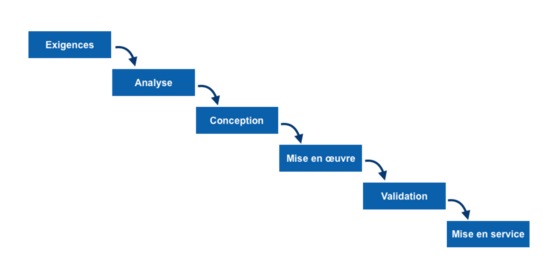 Exigences
Analyse
Conception
Mise en œuvre
Validation
Mise en service